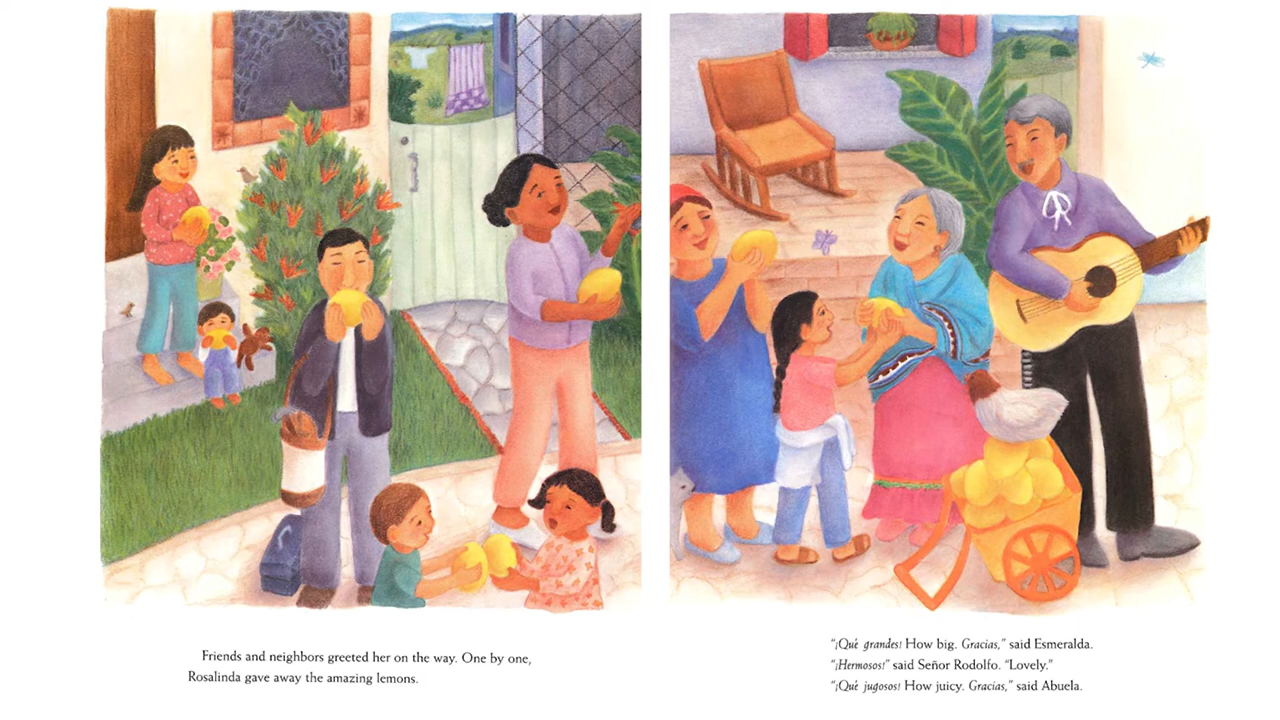 Friends and neighbors greeted her on the way. One by one,
Rosalinda gave away the amazing lemons.
“¡Qué grandes! How big. Gracias,” said Esmeralda.
“¡Hermosos!” said Señor Rodolfo. “Lovely.”
“¡Qué jugosos! How juicy. Gracias,” said Abuela.